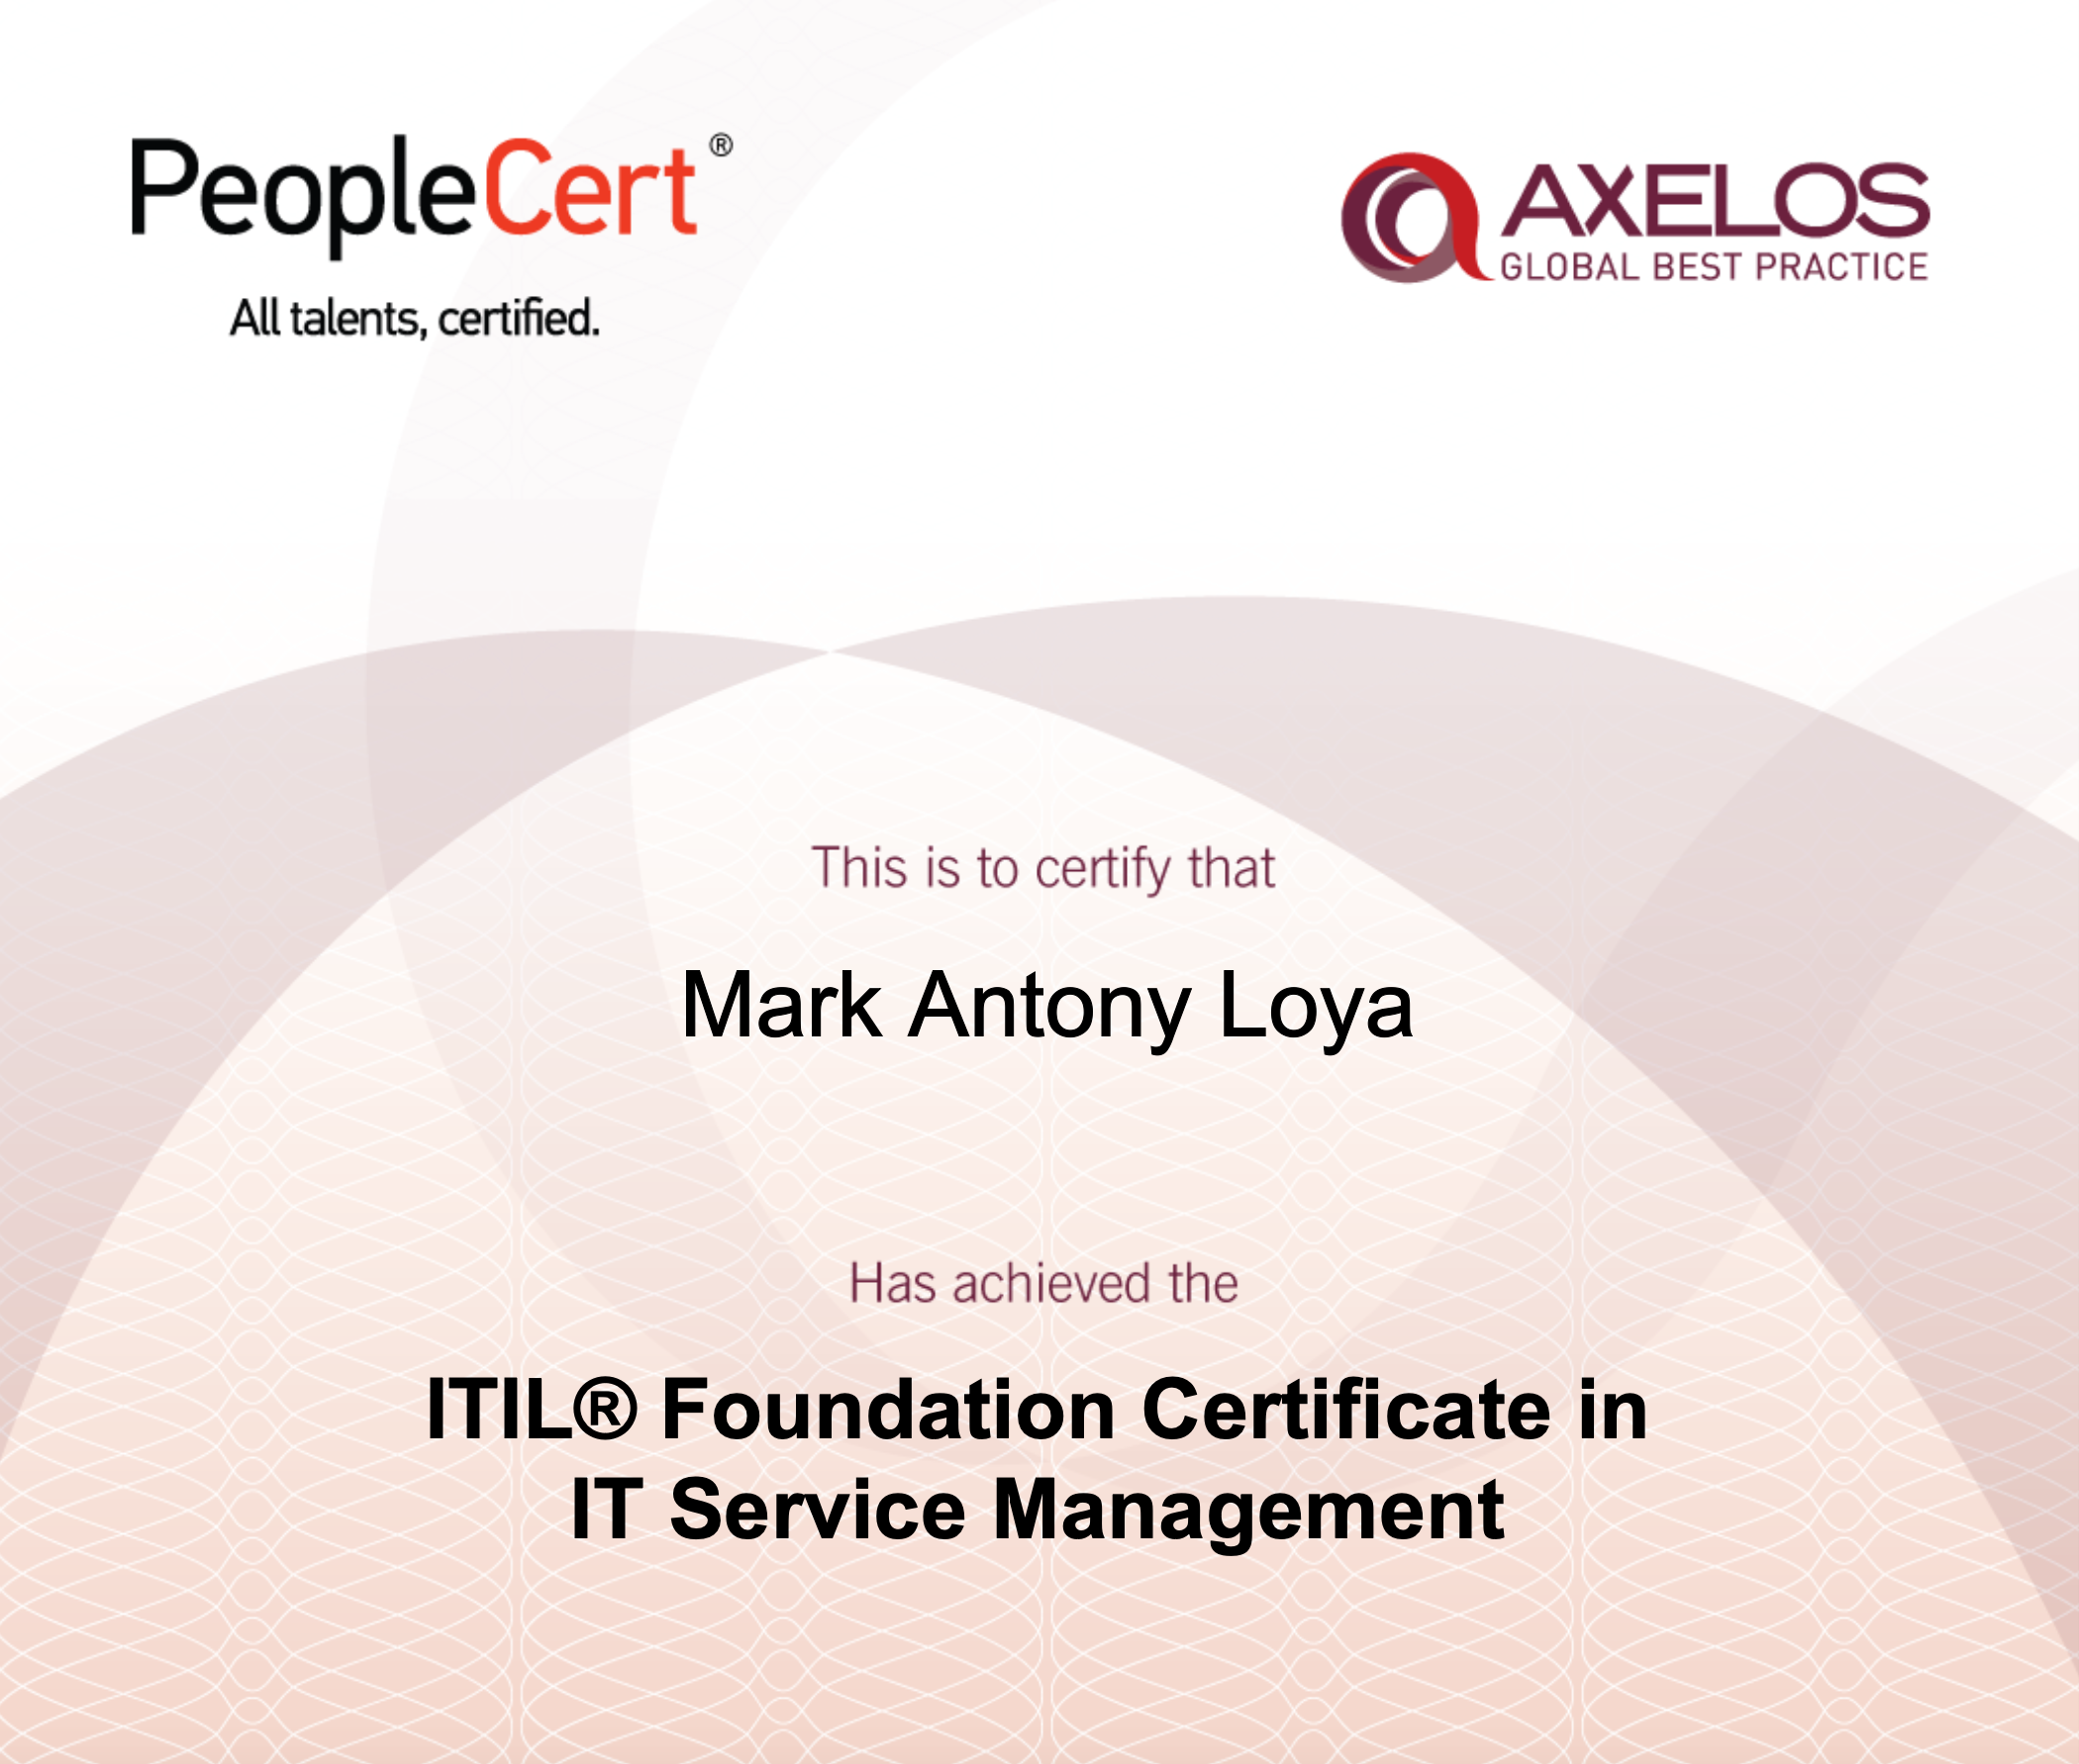 PeopleCert®
All talents, certified.
AXELOS
GLOBAL BEST PRACTICE
This is to certify that
Mark Antony Loya
Has achieved the
ITIL® Foundation Certificate in
IT Service Management